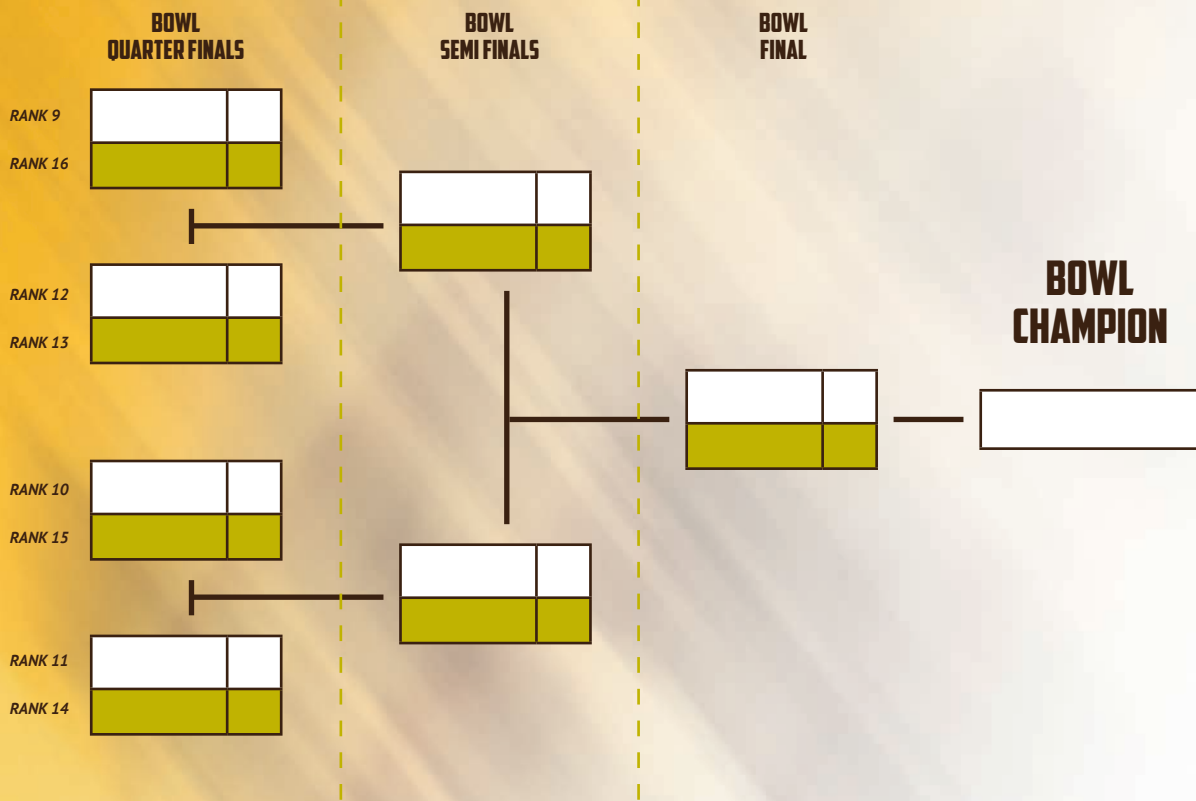 BOWL
QUARTER FINALS
BOWL
SEMI FINALS
BOWL
FINAL
RANK 9
RANK 16
RANK 12
RANK 13
BOWL
CHAMPION
RANK 10
RANK 15
RANK 11
RANK 14